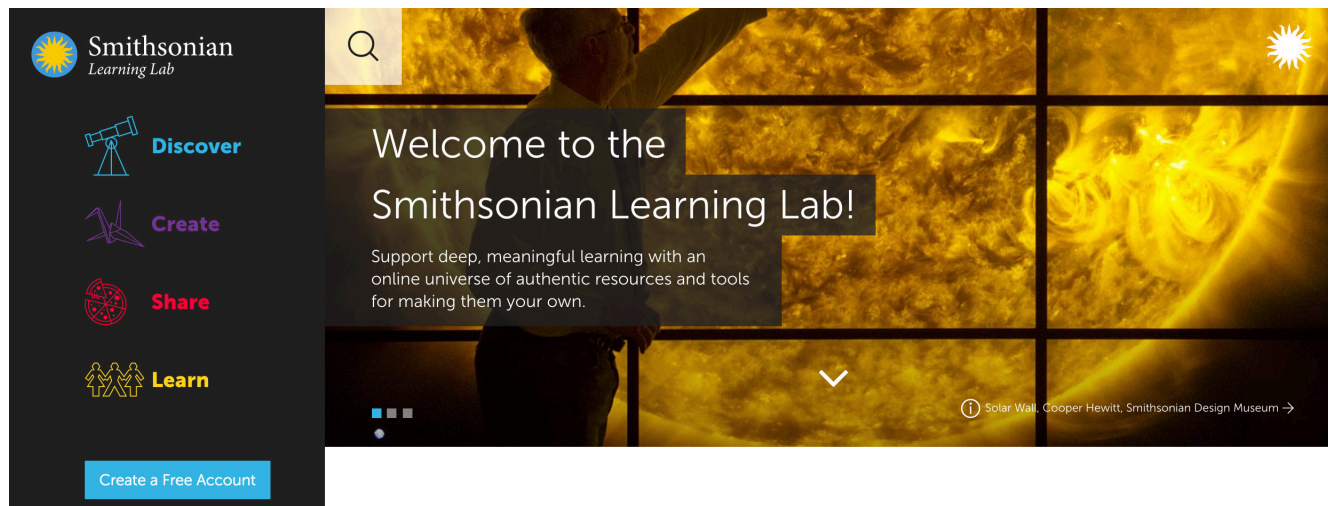 Smithsonian
Learning Lab
Discover
Create
Share
Learn
Create a Free Account
Welcome to the
Smithsonian Learning Lab!
Support deep, meaningful learning with an
online universe of authentic resources and tools
for making them your own.
Solar Wall, Cooper Hewitt, Smithsonian Design Museum →